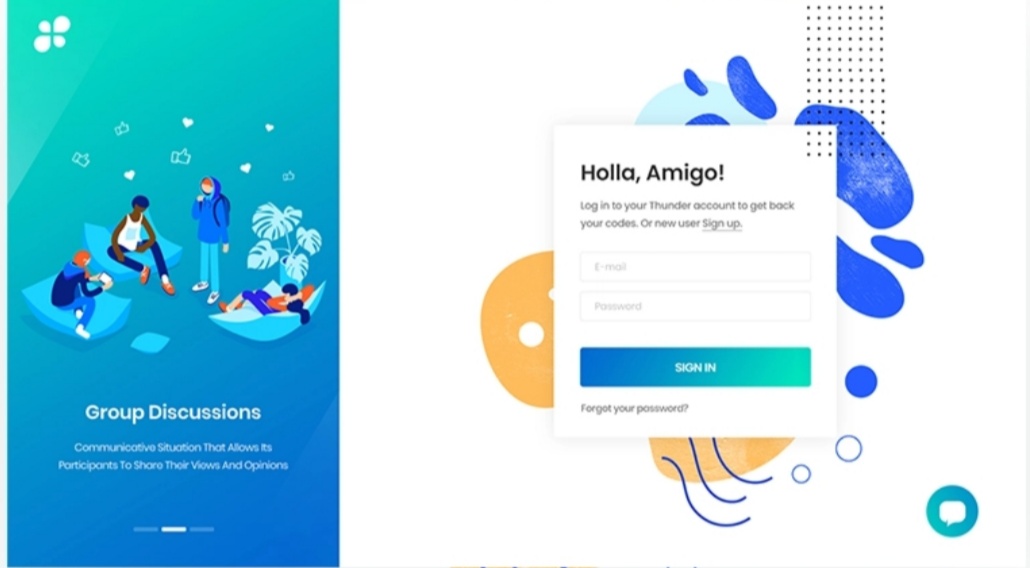 Group Discussions
Communicative Situation That Allows Its
Participants To Share Their Views And Opinions
Holla, Amigo!
Log in to your Thunder account to get back
your codes. Or new user Sign up.
E-mail
Password
SIGN IN
Forgot your password?